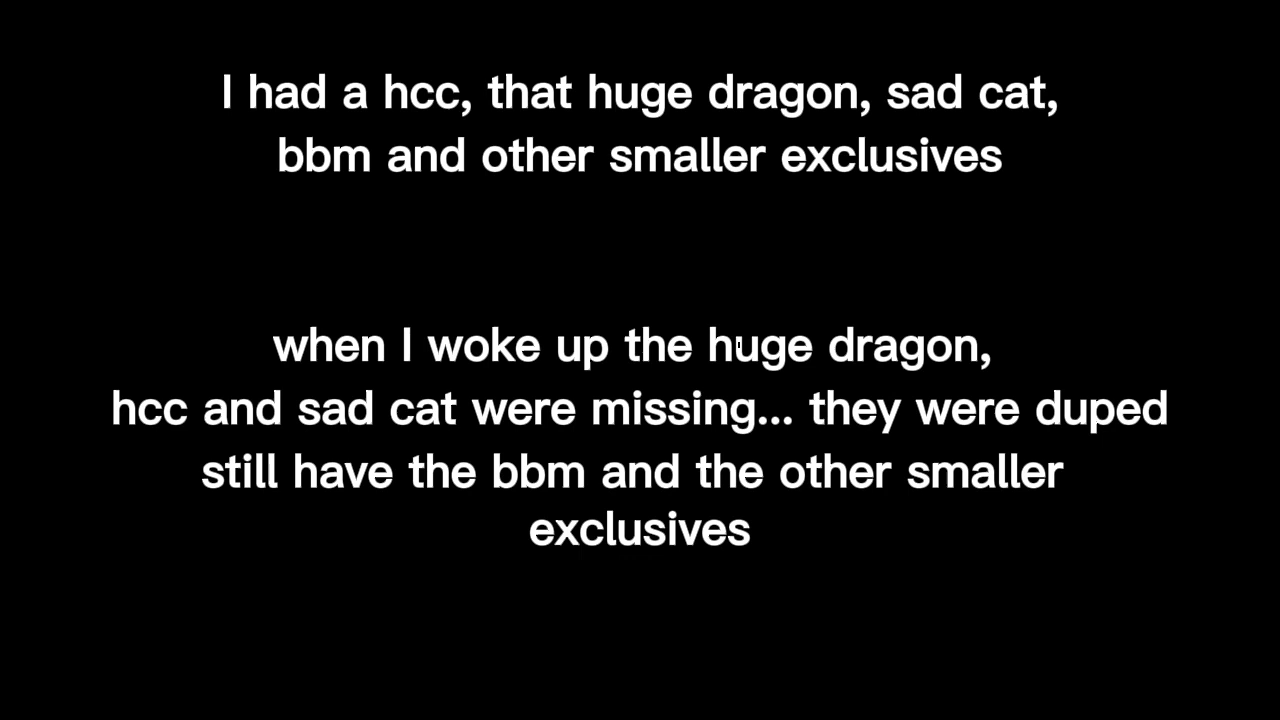 I had a hcc, that huge dragon, sad cat,
bbm and other smaller exclusives
when I woke up the huge dragon,
hcc and sad cat were missing... they were duped
still have the bbm and the other smaller
exclusives